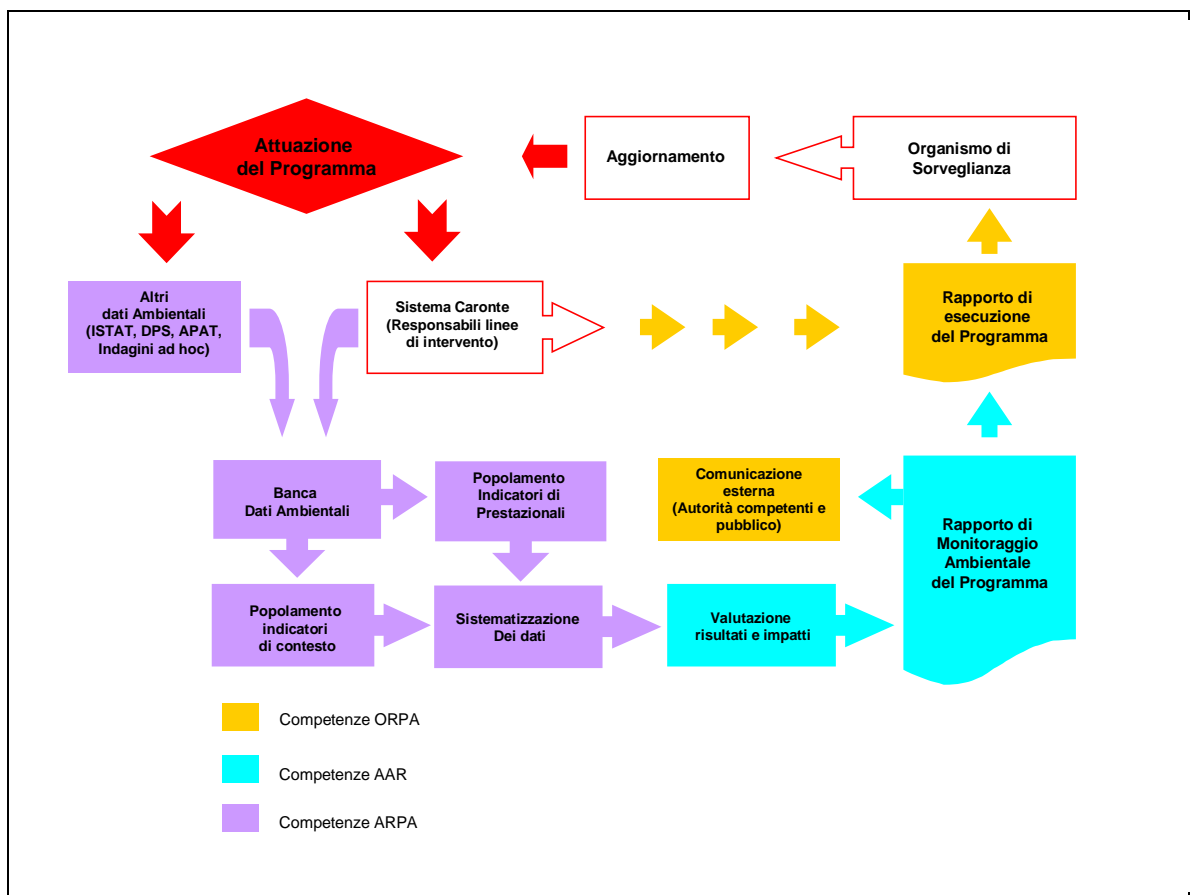 Attuazione
del Programma
Aggiornamento
Organismo di
Sorveglianza
Altri
dati Ambientali
(ISTAT, DPS, APAT,
Indagini ad hoc)
Sistema Caronte
(Responsabili linee
di intervento)
Rapporto di
esecuzione
del Programma
Banca
Dati Ambientali
Popolamento
Indicatori di
Prestazionali
Comunicazione
esterna
(Autorità competenti e
pubblico)
Rapporto di
Monitoraggio
Ambientale
del Programma
Popolamento
indicatori
di contesto
Sistematizzazione
Dei dati
Valutazione
risultati e impatti
Competenze ORPA
Competenze AAR
Competenze ARPA